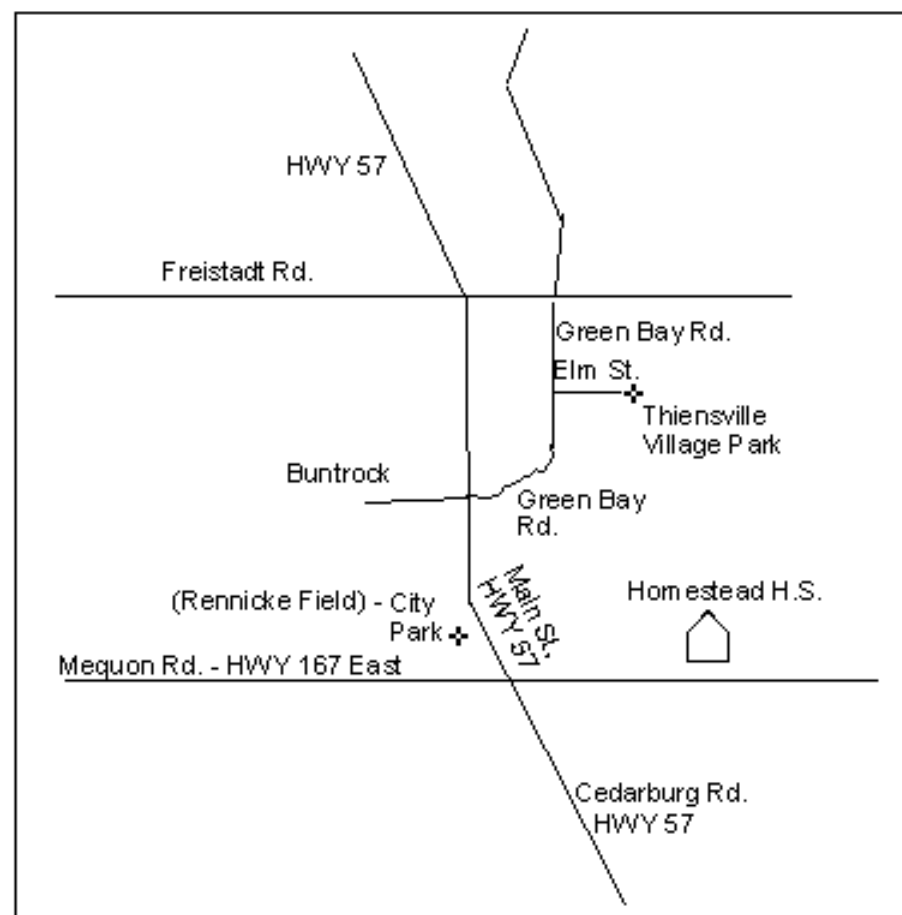 HWY 57
Freistadt Rd.
Green Bay Rd.
Elm St.
Thiensville
Village Park
Buntrock
Green Bay
Rd.
Main St.
HWY 57
(Rennicke Field) - City
Park
Homestead H.S.
Mequon Rd. - HWY 167 East
Cedarburg Rd.
HWY 57